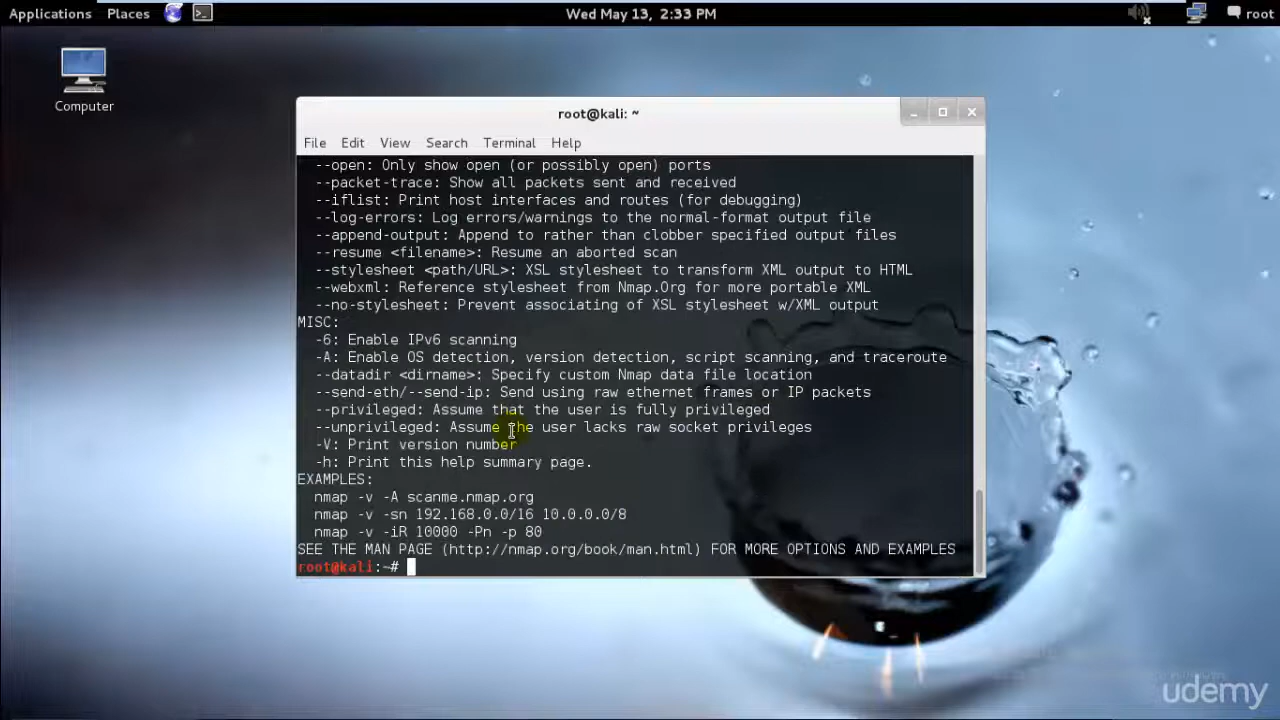 Applications Places Wed May 13, 2:33 PM root
Computer
root@kali: ~
File Edit View Search Terminal Help
--open: Only show open (or possibly open) ports
--packet-trace: Show all packets sent and received
--iflist: Print host interfaces and routes (for debugging)
--log-errors: Log errors/warnings to the normal-format output file
--append-output: Append to rather than clobber specified output files
--resume <filename>: Resume an aborted scan
--stylesheet <path/URL>: XSL stylesheet to transform XML output to HTML
--webxml: Reference stylesheet from Nmap.Org for more portable XML
--no-stylesheet: Prevent associating of XSL stylesheet w/XML output
MISC:
-6: Enable IPv6 scanning
-A: Enable OS detection, version detection, script scanning, and traceroute
--datadir <dirname>: Specify custom Nmap data file location
--send-eth/--send-ip: Send using raw ethernet frames or IP packets
--privileged: Assume that the user is fully privileged
--unprivileged: Assume the user lacks raw socket privileges
-V: Print version number
-h: Print this help summary page.
EXAMPLES:
nmap -v -A scanme.nmap.org
nmap -v -sn 192.168.0.0/16 10.0.0.0/8
nmap -v -iR 10000 -Pn -p 80
SEE THE MAN PAGE (http://nmap.org/book/man.html) FOR MORE OPTIONS AND EXAMPLES
root@kali:~#
udemy